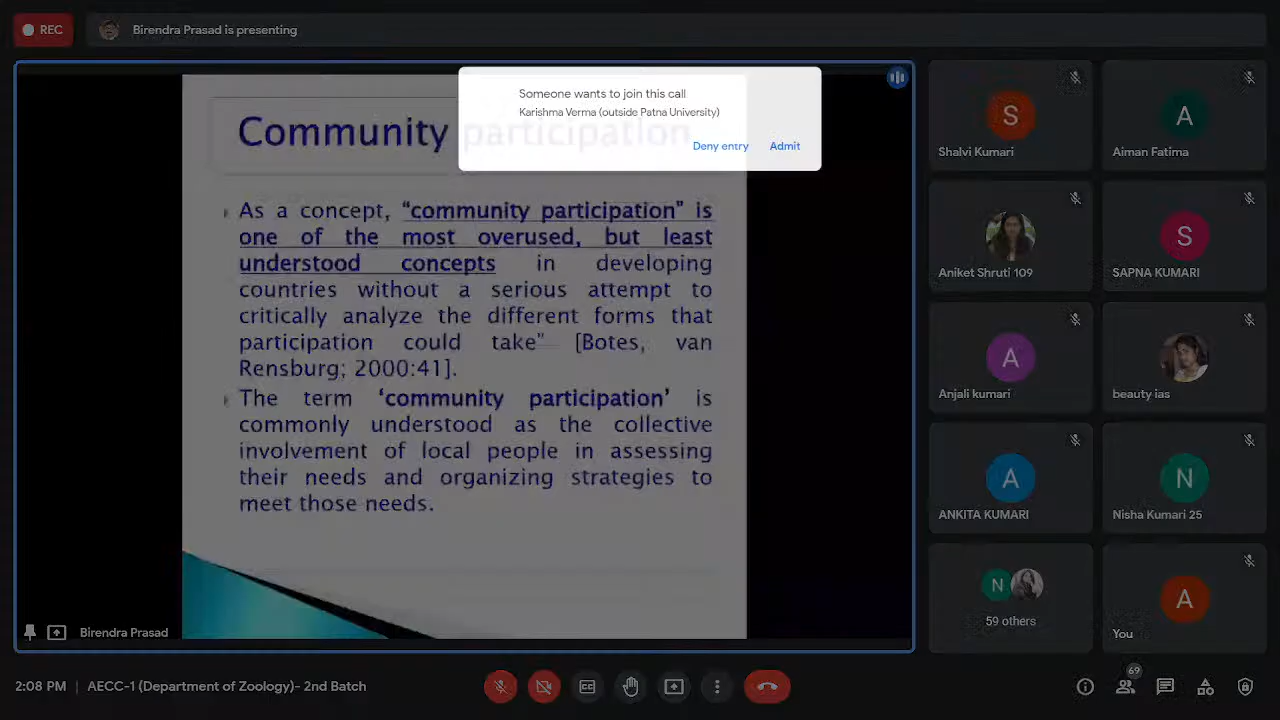 REC
Birendra Prasad is presenting
Someone wants to join this call
Karishma Verma (outside Patna University)
Deny entry Admit
Community participation
As a concept, “community participation” is
one of the most overused, but least
understood concepts in developing
countries without a serious attempt to
critically analyze the different forms that
participation could take" [Botes, van
Rensburg; 2000:41].
The term ‘community participation’ is
commonly understood as the collective
involvement of local people in assessing
their needs and organizing strategies to
meet those needs.
Birendra Prasad
S
Shalvi Kumari
A
Aiman Fatima
Aniket Shruti 109
S
SAPNA KUMARI
A
Anjali kumari
beauty ias
A
ANKITA KUMARI
N
Nisha Kumari 25
N
59 others
A
You
2:08 PM | AECC-1 (Department of Zoology)- 2nd Batch
69